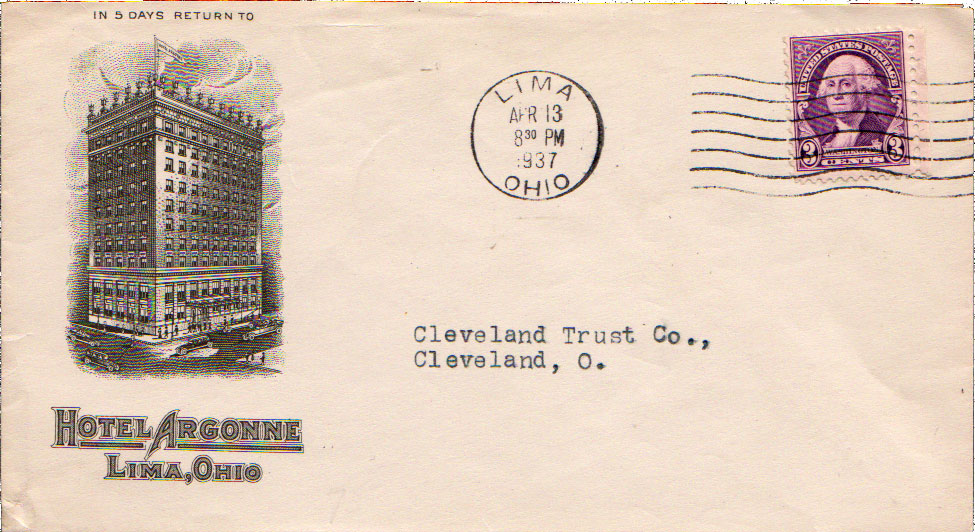 IN 5 DAYS RETURN TO
LIMA
APR 13
8 30 PM
1937
OHIO
UNITED STATES POSTAGE
3 3
CENTS
Cleveland Trust Co.,
Cleveland, O.
HOTEL ARGONNE
LIMA, OHIO